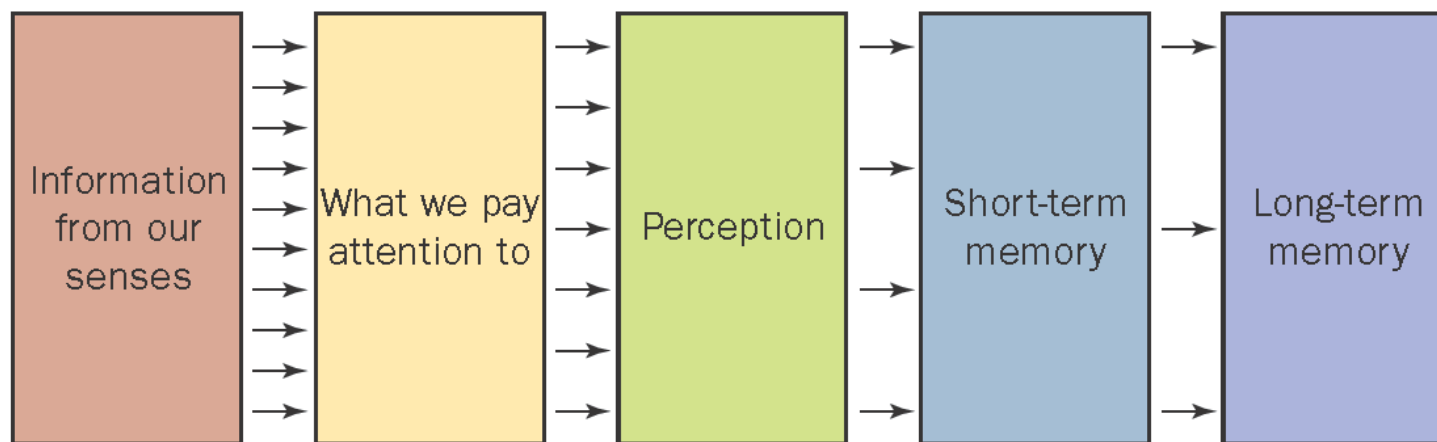 Information
from our
senses
What we pay
attention to
Perception
Short-term
memory
Long-term
memory